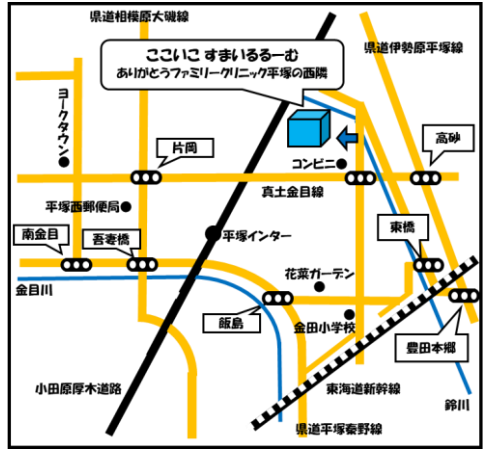 県道相模原大磯線
県道伊勢原平塚線
ここいこ すまいるるーむ
ありがとうファミリークリニック平塚の西隣
ヨークタウン
片岡
コンビニ
高砂
真土金目線
平塚西郵便局
南金目
吾妻橋
平塚インター
東橋
金目川
花菜ガーデン
飯島
金田小学校
豊田本郷
小田原厚木道路
東海道新幹線
鈴川
県道平塚秦野線